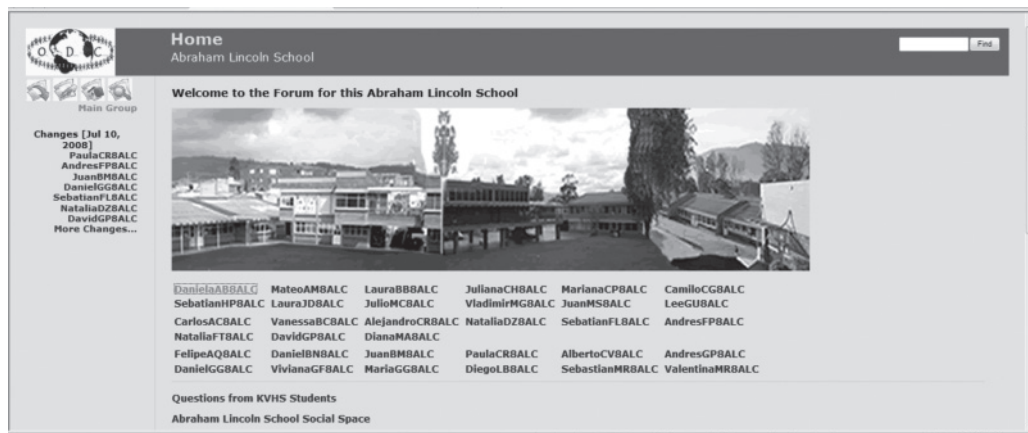 O D C
Home
Abraham Lincoln School
Find
Main Group
Changes [Jul 10,
2008]
PaulaCR8ALC
AndresFP8ALC
JuanBM8ALC
DanielGG8ALC
SebatianFL8ALC
NataliaDZ8ALC
DavidGP8ALC
More Changes...
Welcome to the Forum for this Abraham Lincoln School
DanielaAB8ALC MateoAM8ALC LauraBB8ALC JulianaCH8ALC MarianaCP8ALC CamiloCG8ALC
SebatianHP8ALC LauraJD8ALC JulioMC8ALC VladimirMG8ALC JuanMS8ALC LeeGU8ALC
CarlosAC8ALC VanessaBC8ALC AlejandroCR8ALC NataliaDZ8ALC SebatianFL8ALC AndresFP8ALC
NataliaFT8ALC DavidGP8ALC DianaMA8ALC
FelipeAQ8ALC DanielBN8ALC JuanBM8ALC PaulaCR8ALC AlbertoCV8ALC AndresGP8ALC
DanielGG8ALC VivianaGF8ALC MariaGG8ALC DiegoLB8ALC SebastianMR8ALC ValentinaMR8ALC
Questions from KVHS Students
Abraham Lincoln School Social Space